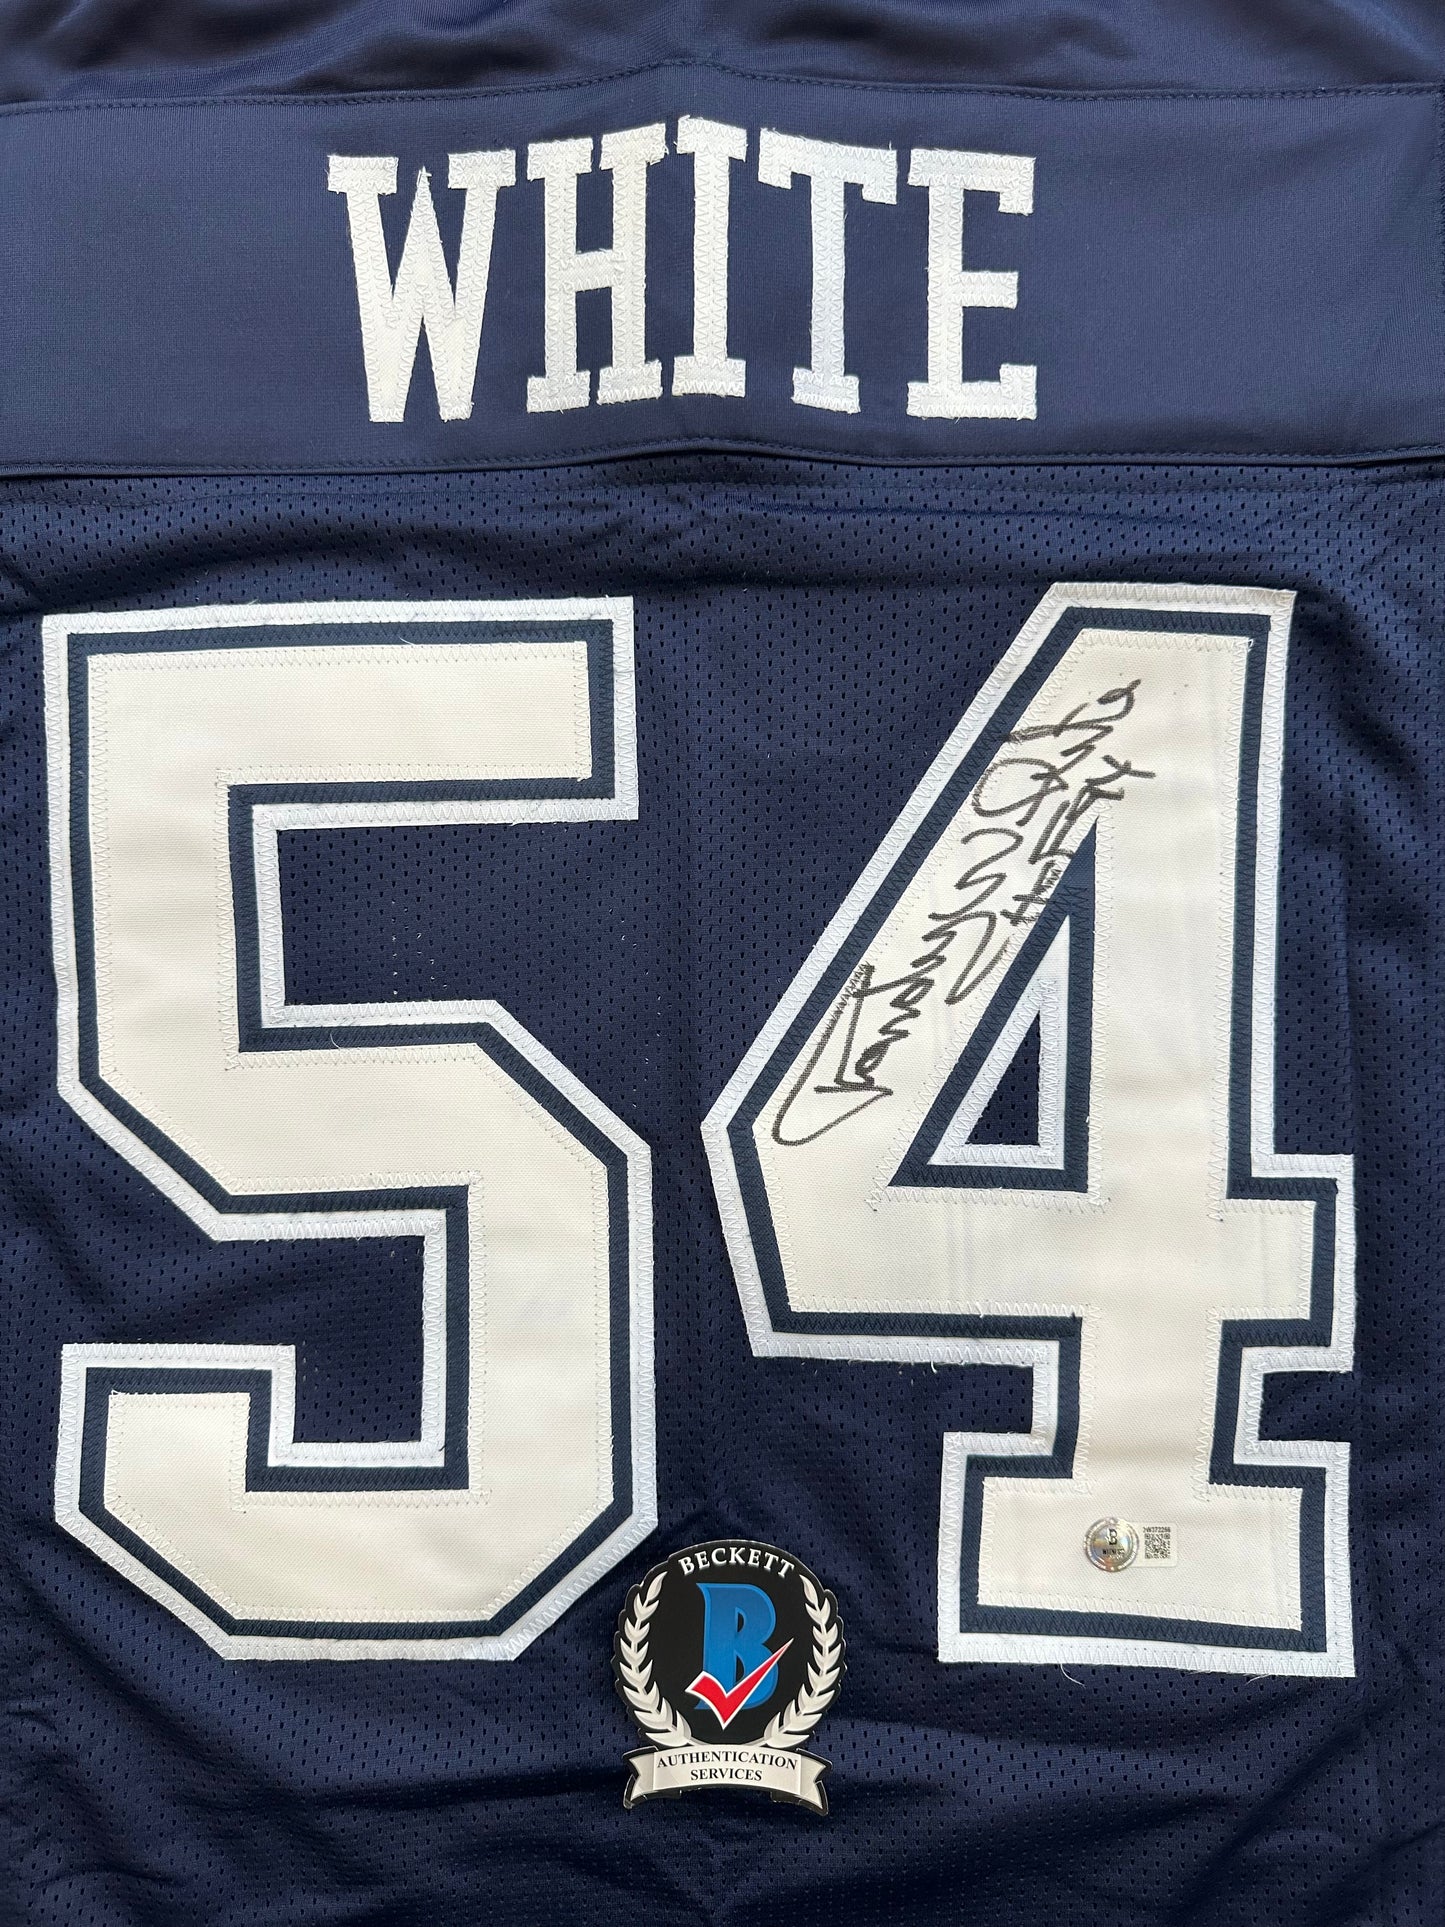 WHITE
54
BECKETT
B
AUTHENTICATION
SERVICES
B